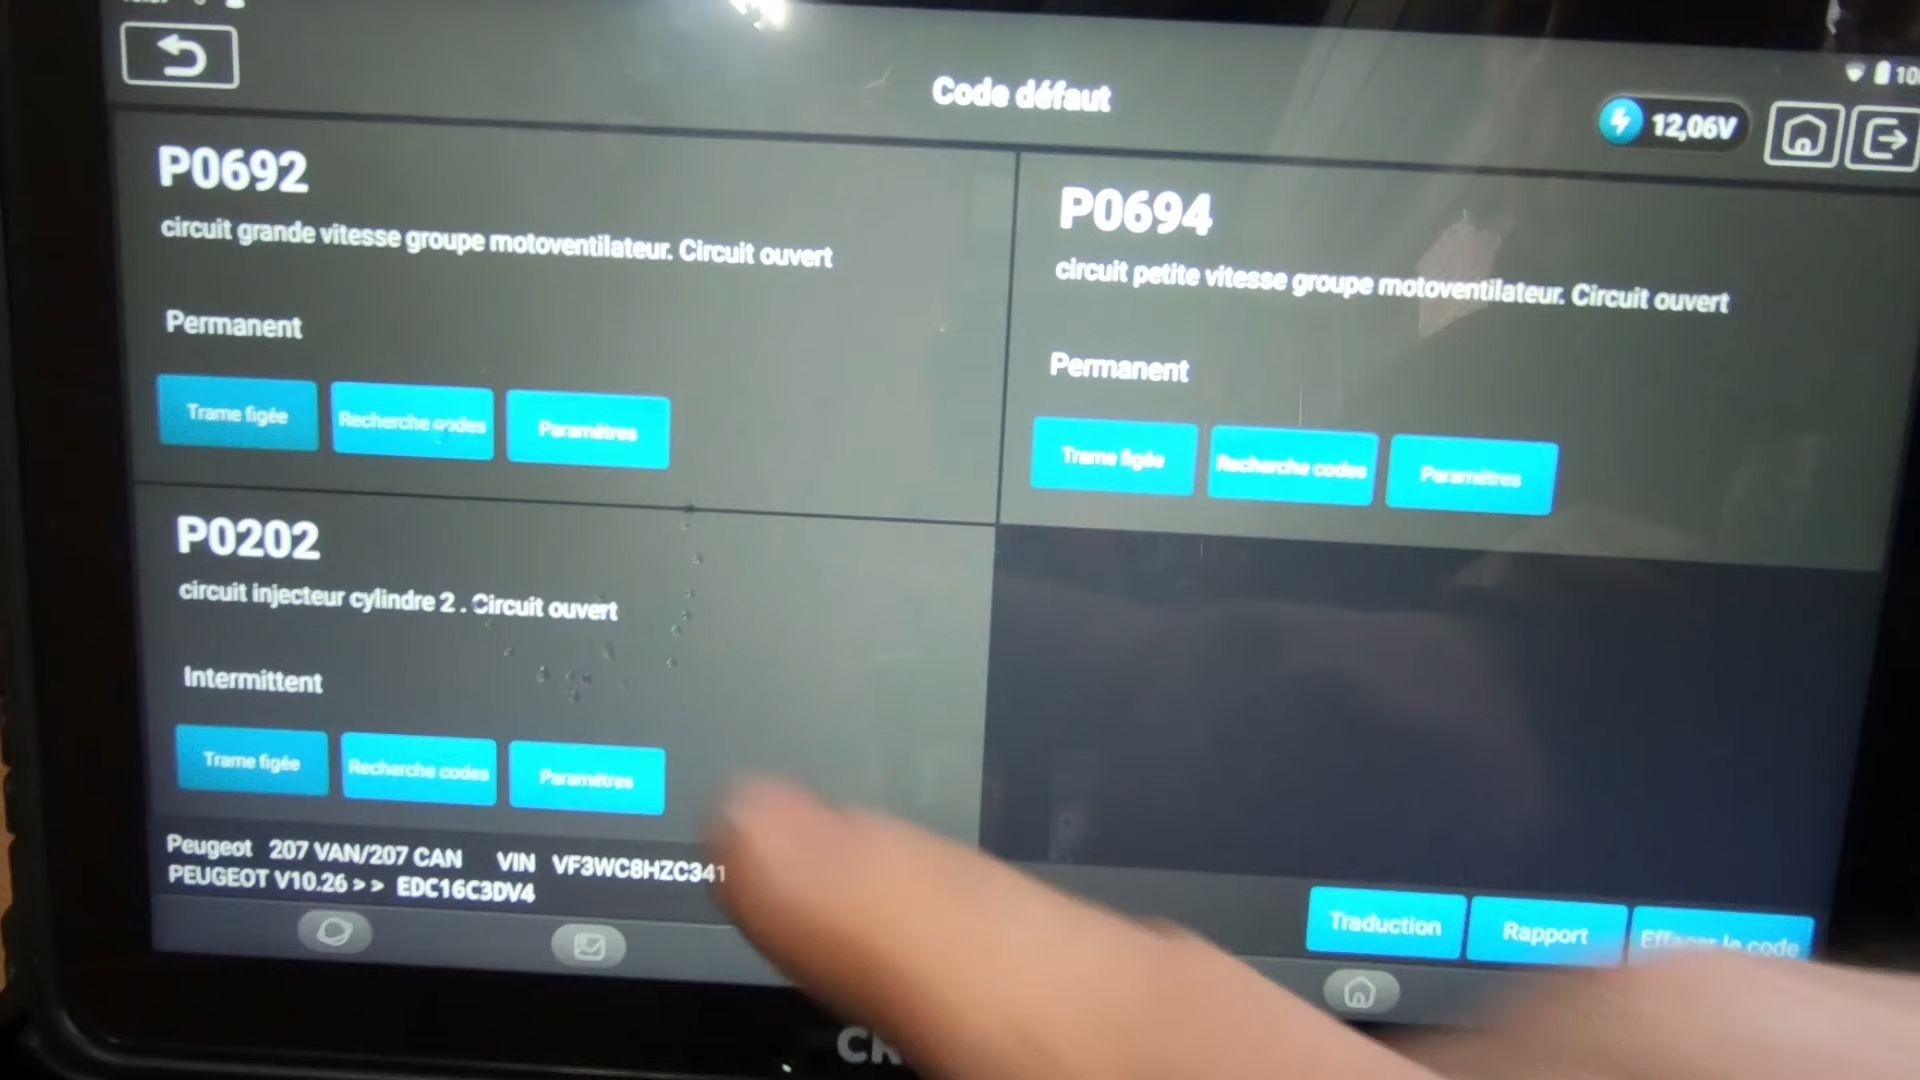 Code défaut
12,06V
P0692
circuit grande vitesse groupe motoventilateur. Circuit ouvert
Permanent
Trame figée
Recherche codes
Paramètres
P0694
circuit petite vitesse groupe motoventilateur. Circuit ouvert
Permanent
Trame figée
Recherche codes
Paramètres
P0202
circuit injecteur cylindre 2 . Circuit ouvert
Intermittent
Trame figée
Recherche codes
Paramètres
Peugeot 207 VAN/207 CAN VIN VF3WC8HZC341
PEUGEOT V10.26 >> EDC16C3DV4
Traduction
Rapport
Effacer le code